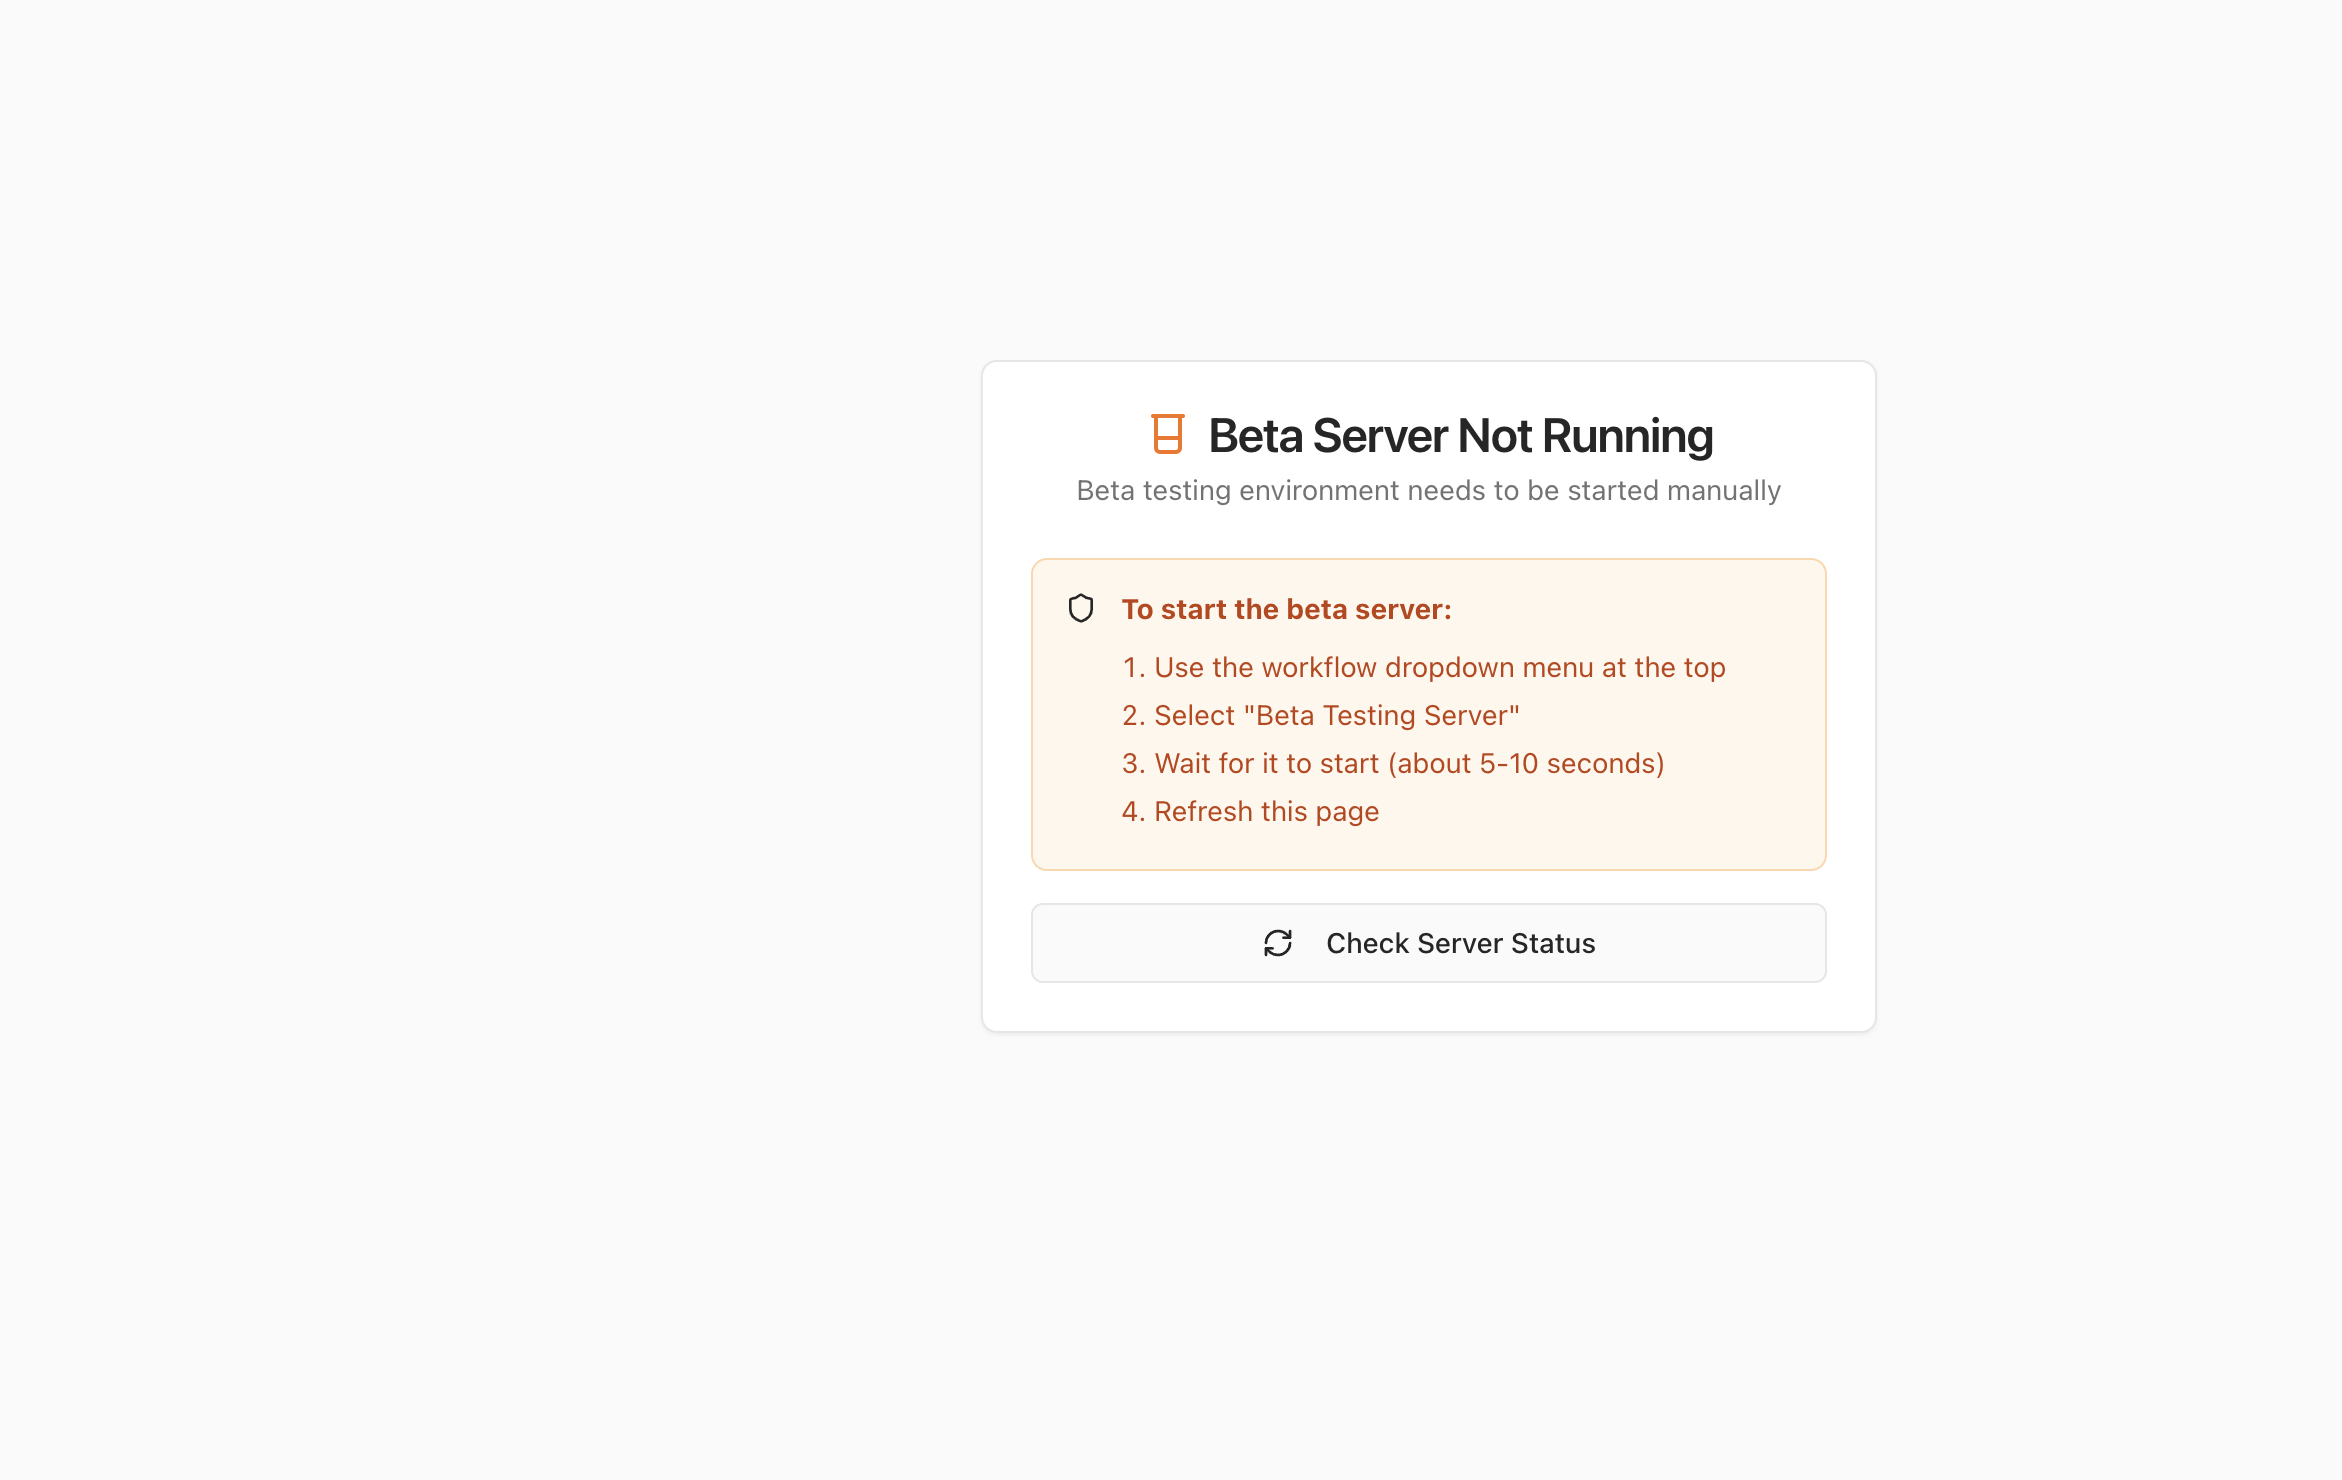 Beta Server Not Running
Beta testing environment needs to be started manually
To start the beta server:
1. Use the workflow dropdown menu at the top
2. Select "Beta Testing Server"
3. Wait for it to start (about 5-10 seconds)
4. Refresh this page
Check Server Status